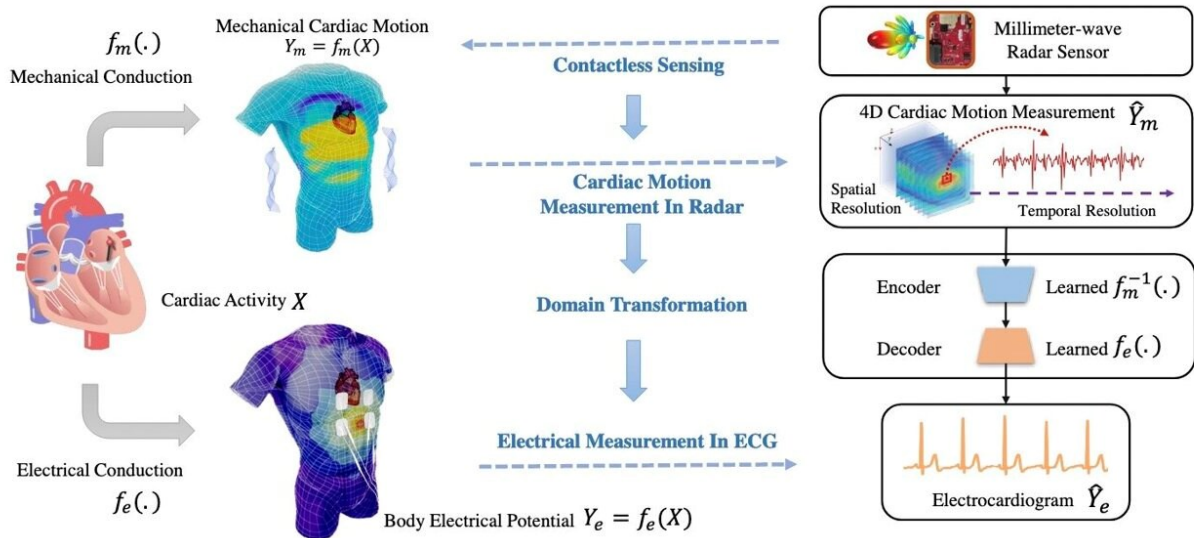 f_m(.)
Mechanical Conduction
Mechanical Cardiac Motion
Y_m = f_m(X)
Cardiac Activity X
Electrical Conduction
f_e(.)
Body Electrical Potential Y_e = f_e(X)
Contactless Sensing
Cardiac Motion
Measurement In Radar
Domain Transformation
Electrical Measurement In ECG
Millimeter-wave
Radar Sensor
4D Cardiac Motion Measurement Ŷ_m
Spatial
Resolution
Temporal Resolution
Encoder
Learned f_m^{-1}(.)
Decoder
Learned f_e(.)
Electrocardiogram Ŷ_e